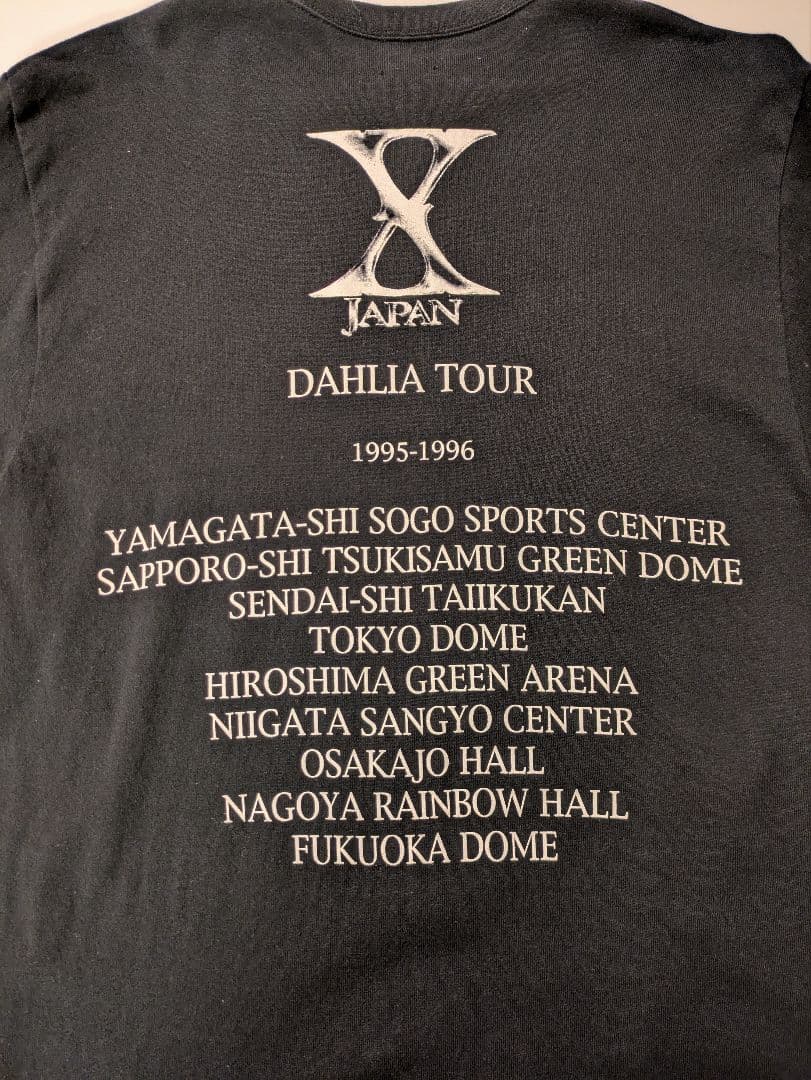 X
JAPAN
DAHLIA TOUR
1995-1996
YAMAGATA-SHI SOGO SPORTS CENTER
SAPPORO-SHI TSUKISAMU GREEN DOME
SENDAI-SHI TAIIKUKAN
TOKYO DOME
HIROSHIMA GREEN ARENA
NIIGATA SANGYO CENTER
OSAKAJO HALL
NAGOYA RAINBOW HALL
FUKUOKA DOME